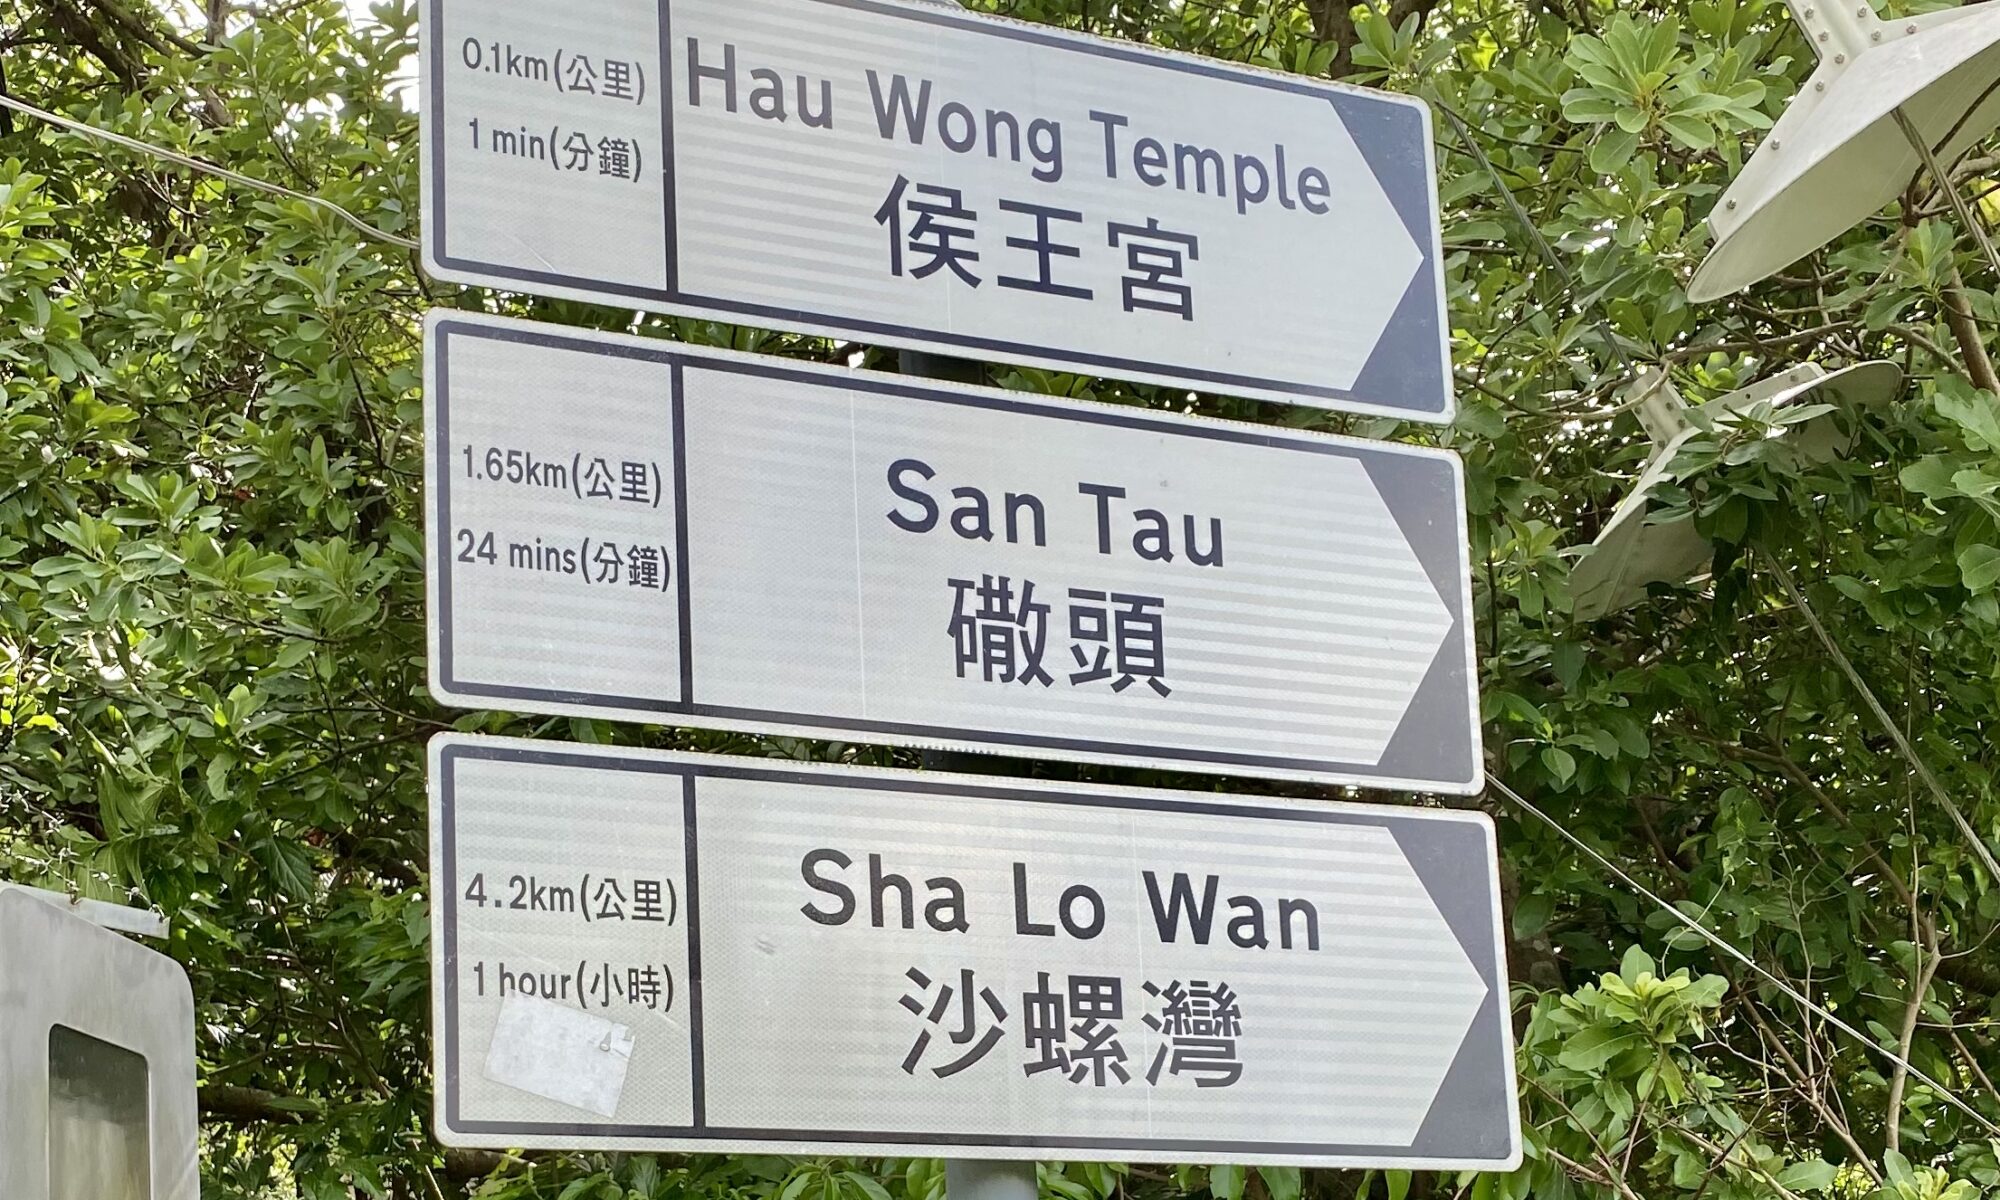 0.1km(公里)
1 min(分鐘)
Hau Wong Temple
侯王宮
1.65km(公里)
24 mins(分鐘)
San Tau
䃟頭
4.2km(公里)
1 hour(小時)
Sha Lo Wan
沙螺灣